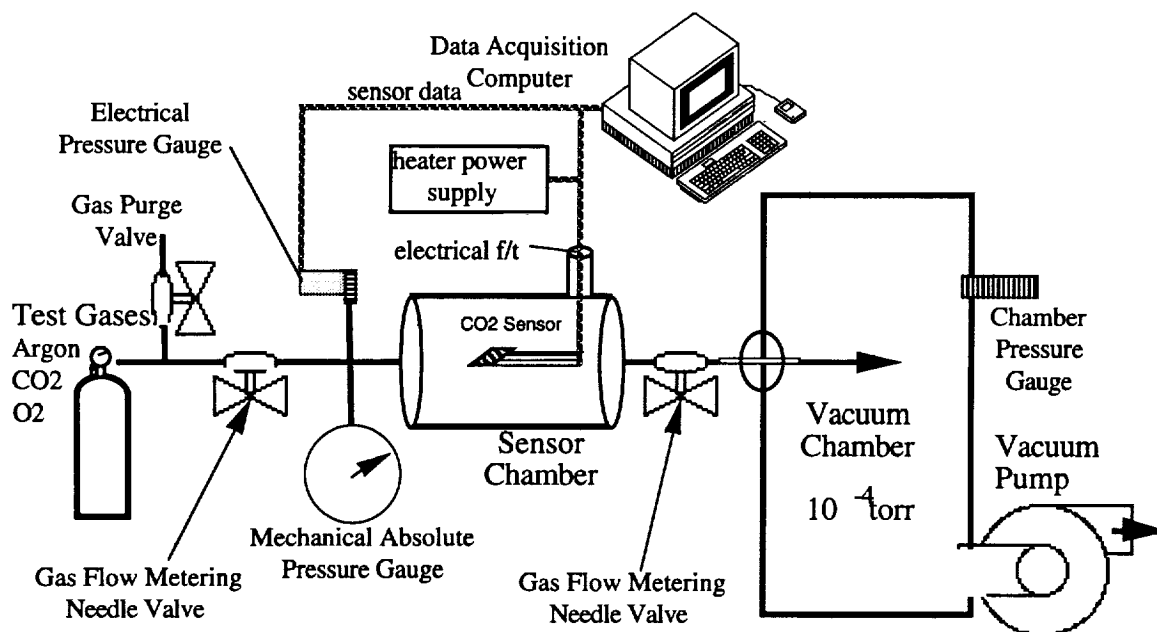 Data Acquisition
Computer
sensor data
Electrical
Pressure Gauge
heater power
supply
Gas Purge
Valve
electrical f/t
Test Gases
Argon
CO2
O2
CO2 Sensor
Chamber
Pressure
Gauge
Sensor
Chamber
Vacuum
Chamber
10 -4 torr
Vacuum
Pump
Mechanical Absolute
Pressure Gauge
Gas Flow Metering
Needle Valve
Gas Flow Metering
Needle Valve